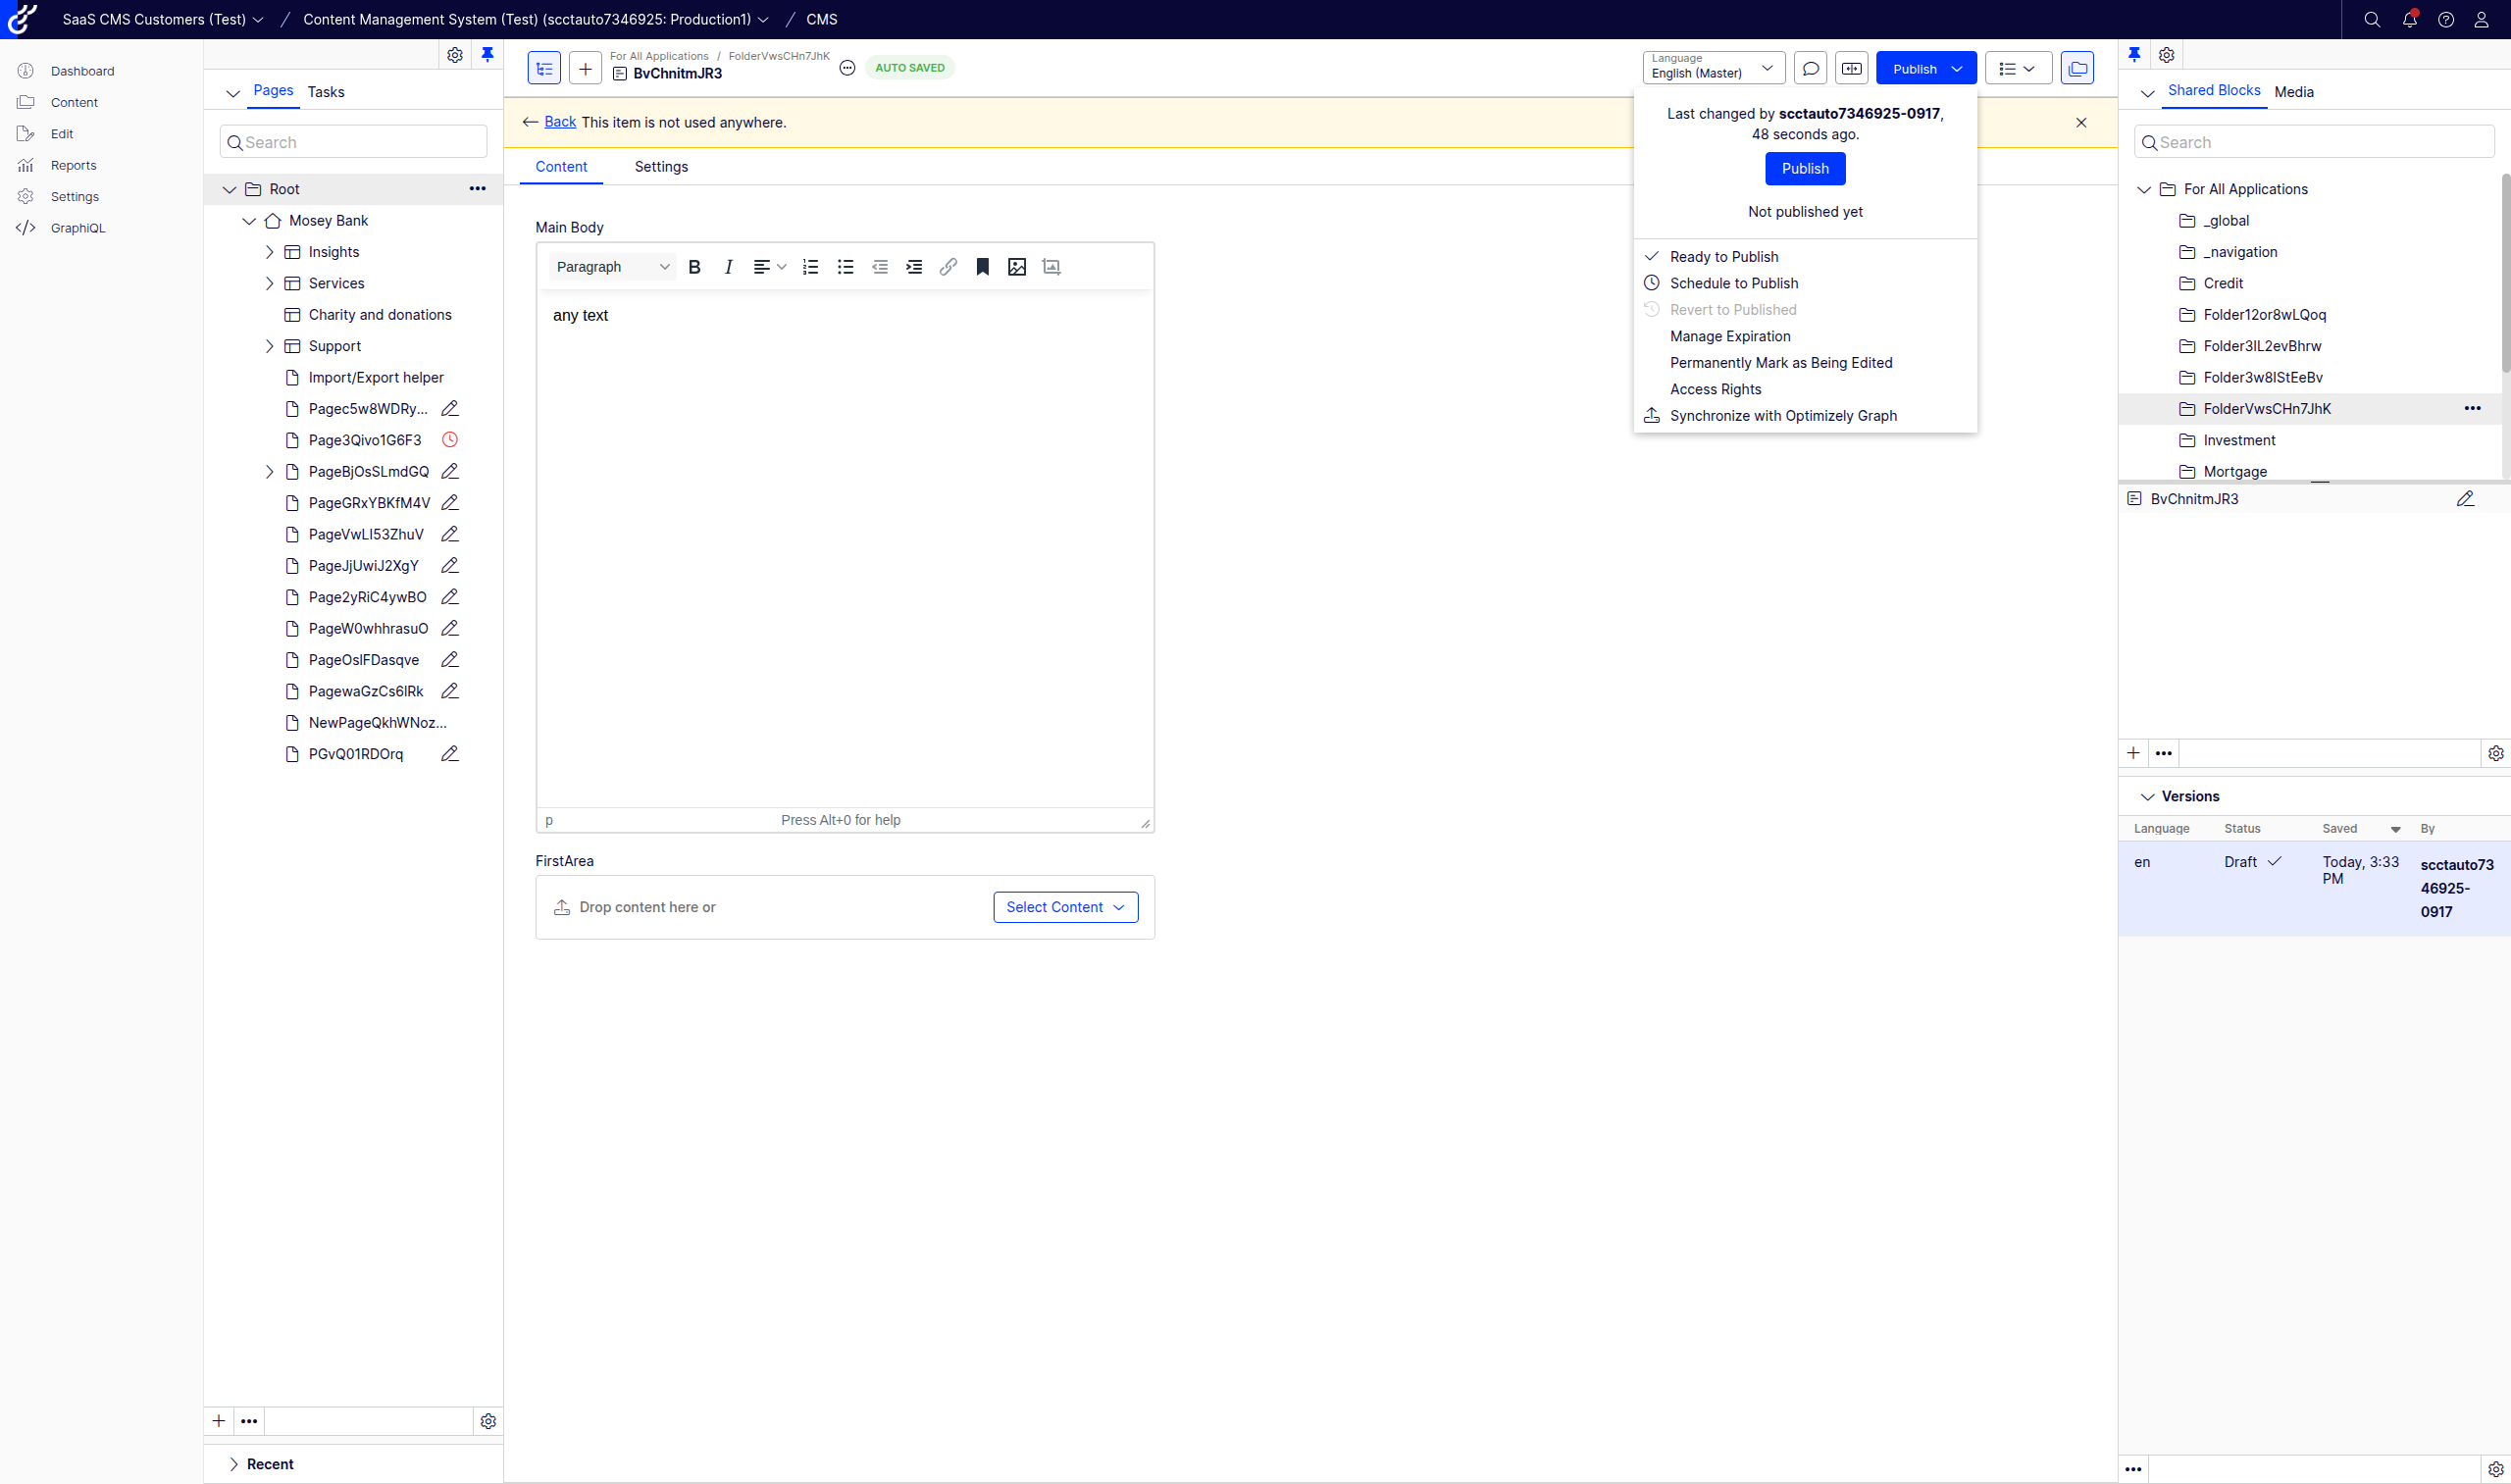 SaaS CMS Customers (Test) / Content Management System (Test) (scctauto7346925: Production1) / CMS
Dashboard
Content
Edit
Reports
Settings
GraphiQL
Pages Tasks
Search
Root
Mosey Bank
Insights
Services
Charity and donations
Support
Import/Export helper
Pagec5w8WDRy...
Page3Qivo1G6F3
PageBjOsSLmdGQ
PageGRxYBKfM4V
PageVwLI53ZhuV
PageJjUwiJ2XgY
Page2yRiC4ywBO
PageW0whhrasuO
PageOslFDasqve
PagewaGzCs6IRk
NewPageQkhWNoz...
PGvQ01RDOrq
Recent
For All Applications / FolderVwsCHn7JhK
BvChnitmJR3
AUTO SAVED
Language
English (Master)
Publish
Back This item is not used anywhere.
Content Settings
Main Body
Paragraph
any text
p Press Alt+0 for help
FirstArea
Drop content here or Select Content
Last changed by scctauto7346925-0917,
48 seconds ago.
Publish
Not published yet
Ready to Publish
Schedule to Publish
Revert to Published
Manage Expiration
Permanently Mark as Being Edited
Access Rights
Synchronize with Optimizely Graph
Shared Blocks Media
Search
For All Applications
_global
_navigation
Credit
Folder12or8wLQoq
Folder3IL2evBhrw
Folder3w8IStEeBv
FolderVwsCHn7JhK
Investment
Mortgage
BvChnitmJR3
Versions
Language Status Saved By
en Draft Today, 3:33 PM scctauto7346925-0917